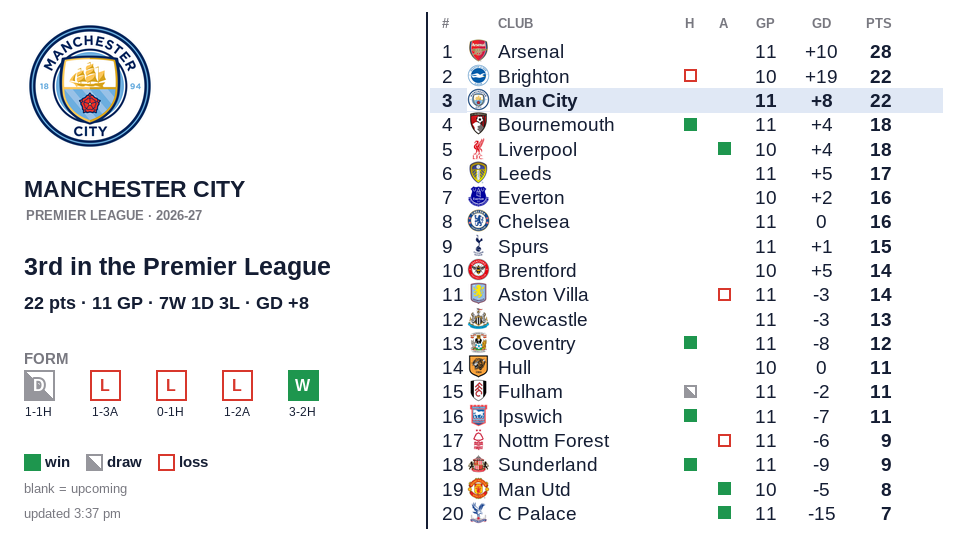 MANCHESTER
18 94
CITY
MANCHESTER CITY
PREMIER LEAGUE · 2026-27
3rd in the Premier League
22 pts · 11 GP · 7W 1D 3L · GD +8
FORM
D L L L W
1-1H 1-3A 0-1H 1-2A 3-2H
win draw loss
blank = upcoming
updated 3:37 pm
# CLUB H A GP GD PTS
1 Arsenal 11 +10 28
2 Brighton 10 +19 22
3 Man City 11 +8 22
4 Bournemouth 11 +4 18
5 Liverpool 10 +4 18
6 Leeds 11 +5 17
7 Everton 10 +2 16
8 Chelsea 11 0 16
9 Spurs 11 +1 15
10 Brentford 10 +5 14
11 Aston Villa 11 -3 14
12 Newcastle 11 -3 13
13 Coventry 11 -8 12
14 Hull 10 0 11
15 Fulham 11 -2 11
16 Ipswich 11 -7 11
17 Nottm Forest 11 -6 9
18 Sunderland 11 -9 9
19 Man Utd 10 -5 8
20 C Palace 11 -15 7